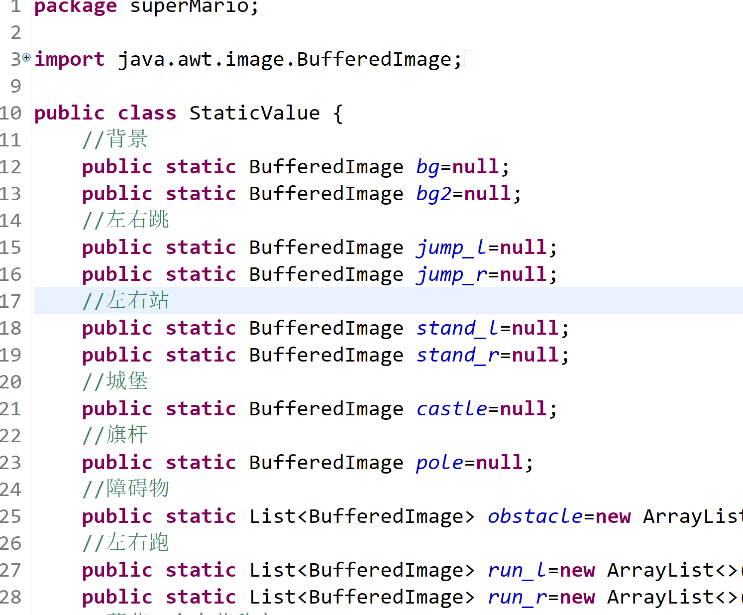 1 package superMario;
2
3 import java.awt.image.BufferedImage;
9
10 public class StaticValue {
11 //背景
12 public static BufferedImage bg=null;
13 public static BufferedImage bg2=null;
14 //左右跳
15 public static BufferedImage jump_l=null;
16 public static BufferedImage jump_r=null;
17 //左右站
18 public static BufferedImage stand_l=null;
19 public static BufferedImage stand_r=null;
20 //城堡
21 public static BufferedImage castle=null;
22 //旗杆
23 public static BufferedImage pole=null;
24 //障碍物
25 public static List<BufferedImage> obstacle=new ArrayList
26 //左右跑
27 public static List<BufferedImage> run_l=new ArrayList<>(
28 public static List<BufferedImage> run_r=new ArrayList<>(